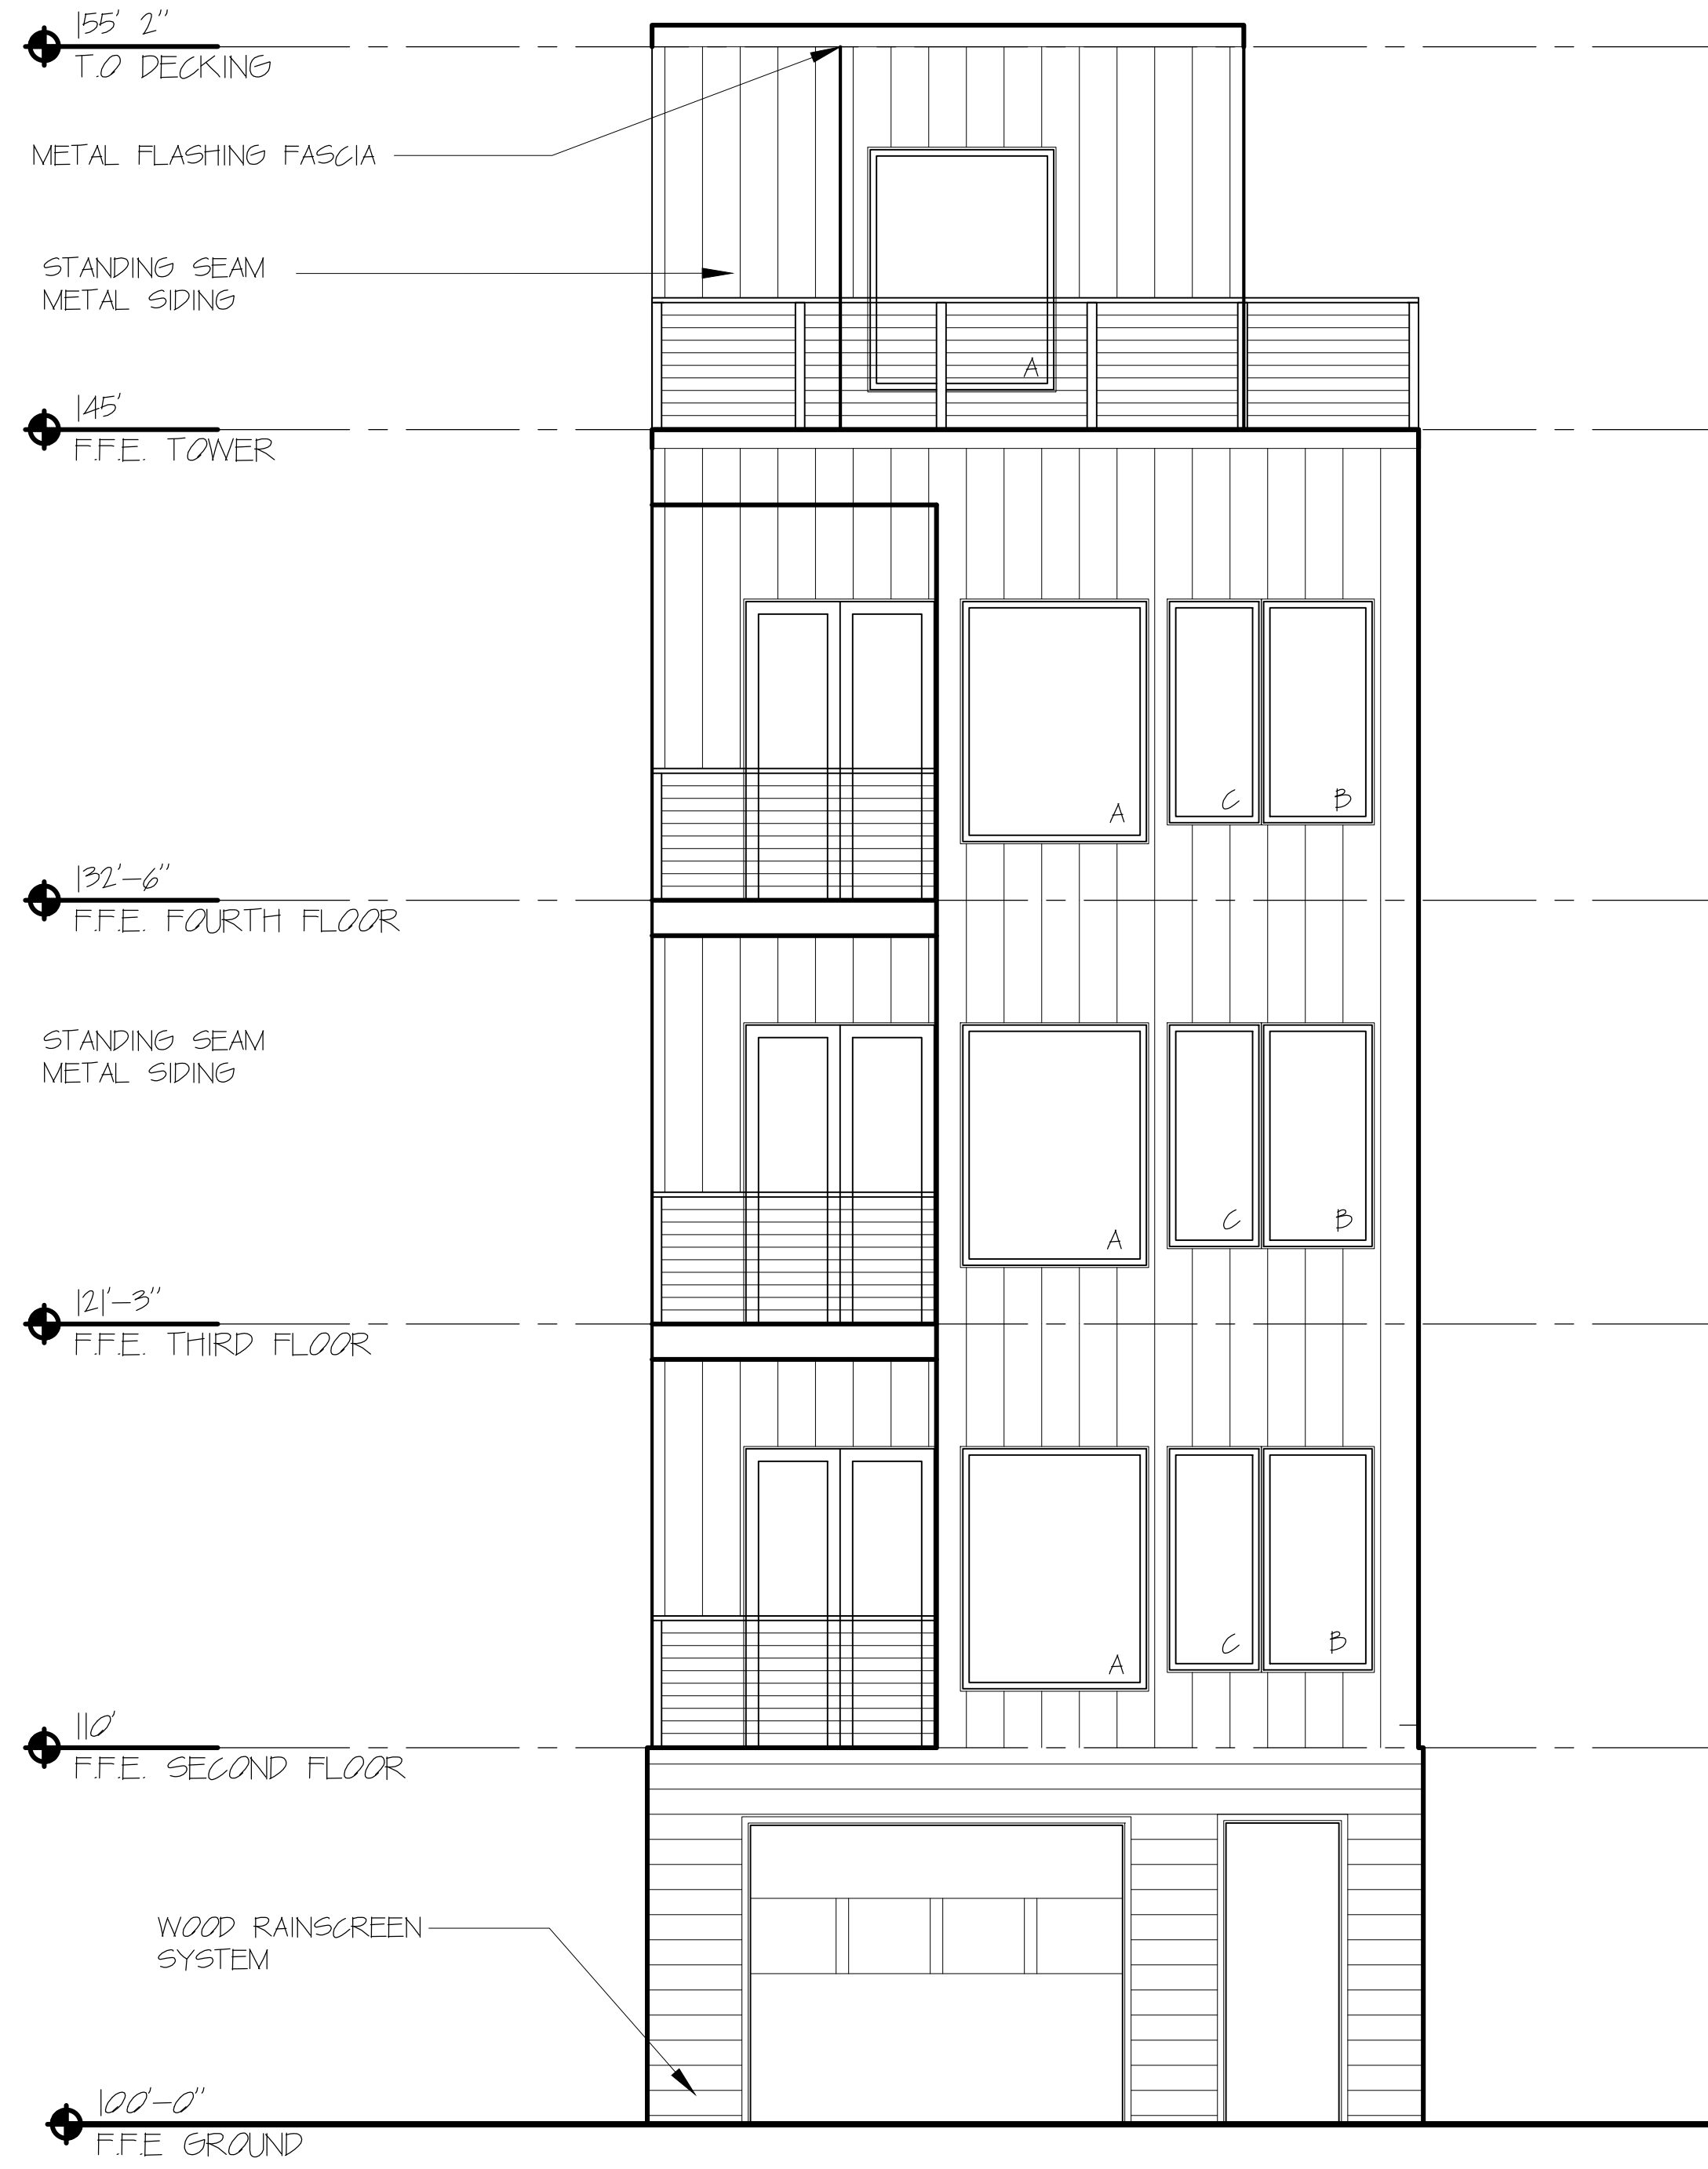 155' 2"
T.O DECKING
METAL FLASHING FASCIA
STANDING SEAM
METAL SIDING
A
145'
F.F.E. TOWER
A
C
B
132'-6"
F.F.E. FOURTH FLOOR
STANDING SEAM
METAL SIDING
A
C
B
121'-3"
F.F.E. THIRD FLOOR
A
C
B
110'
F.F.E. SECOND FLOOR
WOOD RAINSCREEN
SYSTEM
100'-0"
F.F.E GROUND